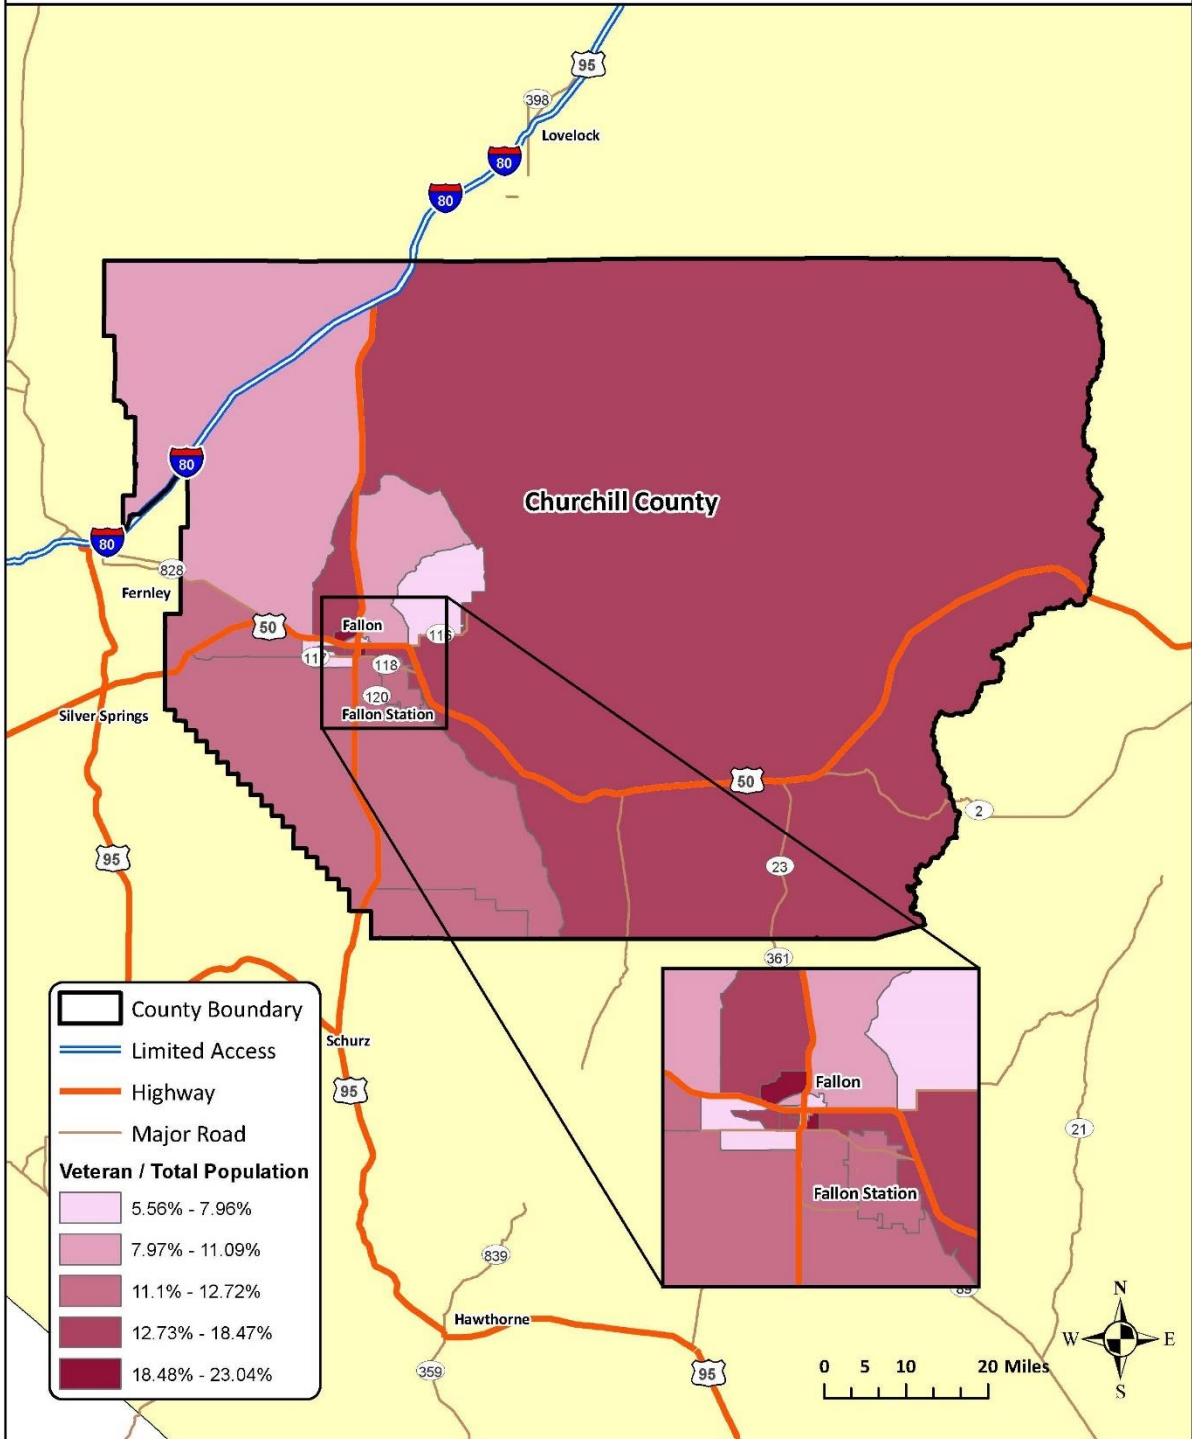 95
398
Lovelock
80
80
Churchill County
80
80
828
Fernley
50
Fallon
116
117
118
120
Silver Springs
Fallon Station
50
2
95
23
361
County Boundary
Limited Access
Highway
Major Road
Veteran / Total Population
5.56% - 7.96%
7.97% - 11.09%
11.1% - 12.72%
12.73% - 18.47%
18.48% - 23.04%
Schurz
95
Fallon
Fallon Station
21
839
Hawthorne
359
95
0 5 10 20 Miles
N
W E
S